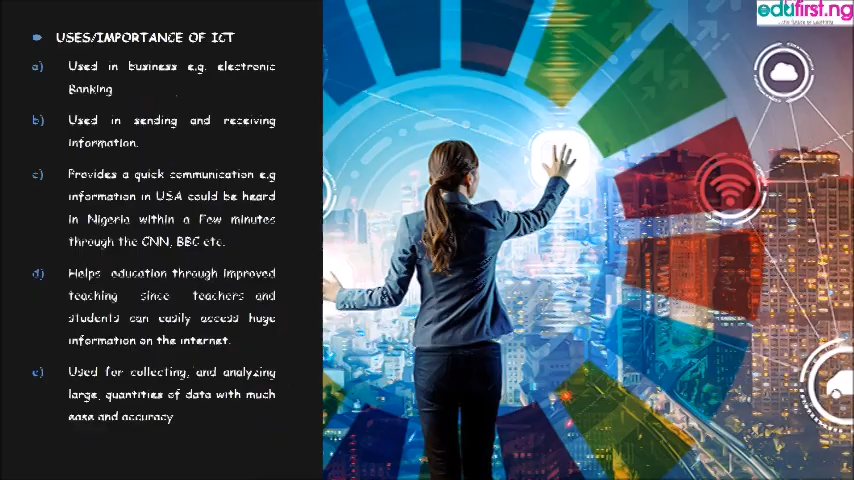 edufirst.ng
USES/IMPORTANCE OF ICT
a) Used in business e.g. electronic
Banking
b) Used in sending and receiving
information.
c) Provides a quick communication e.g
information in USA could be heard
in Nigeria within a Few minutes
through the CNN, BBC etc.
d) Helps education through improved
teaching since teachers and
students can easily access huge
information on the internet.
e) Used for collecting, and analyzing
large, quantities of data with much
ease and accuracy